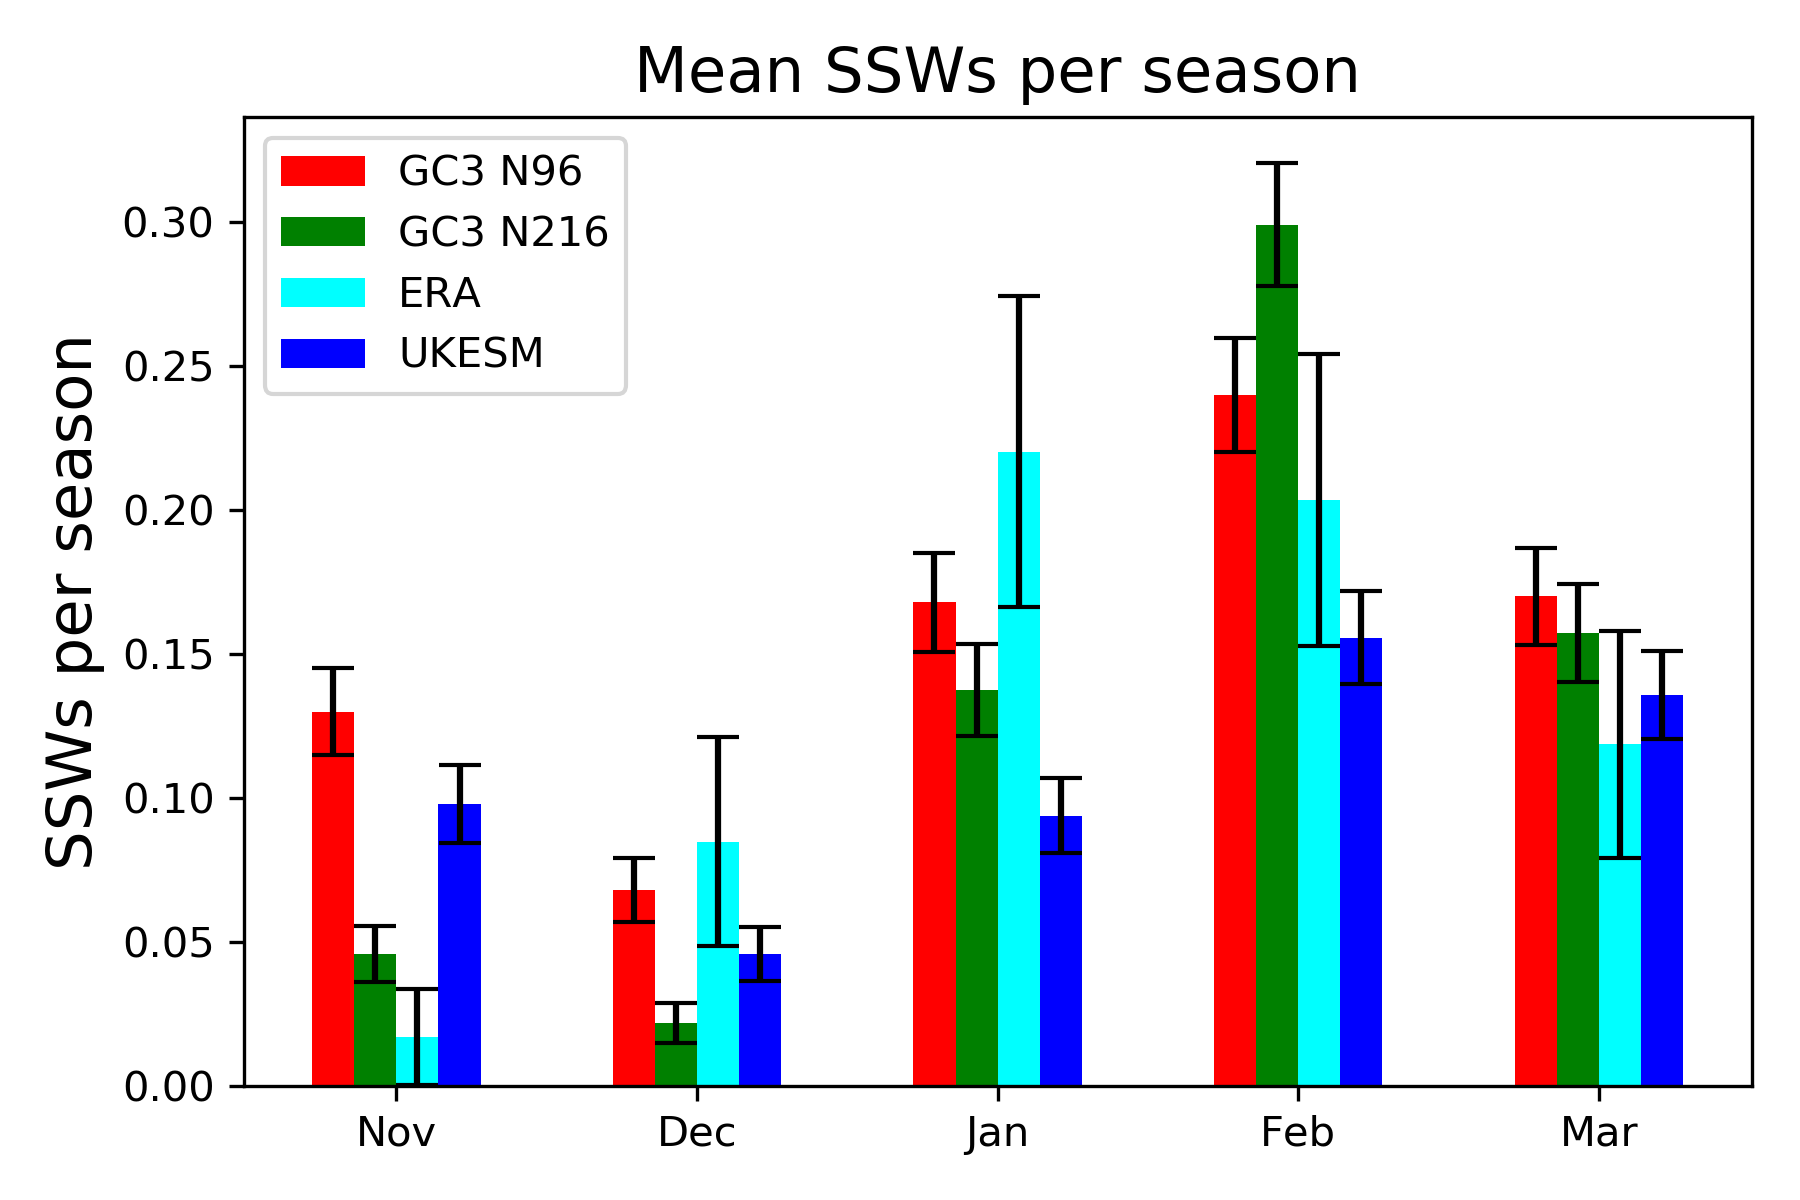 Mean SSWs per season
GC3 N96
GC3 N216
ERA
UKESM
SSWs per season
0.30
0.25
0.20
0.15
0.10
0.05
0.00
Nov Dec Jan Feb Mar